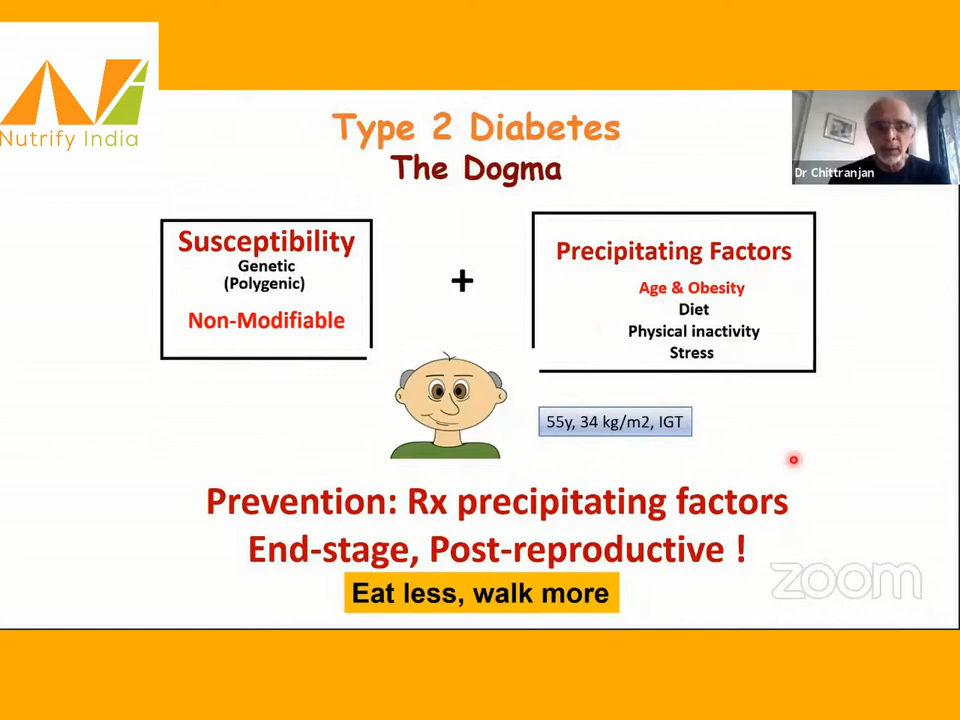 Nutrify India
Type 2 Diabetes
The Dogma
Dr Chittranjan
Susceptibility
Genetic
(Polygenic)
Non-Modifiable
+
Precipitating Factors
Age & Obesity
Diet
Physical inactivity
Stress
55y, 34 kg/m2, IGT
Prevention: Rx precipitating factors
End-stage, Post-reproductive !
Eat less, walk more
zoom